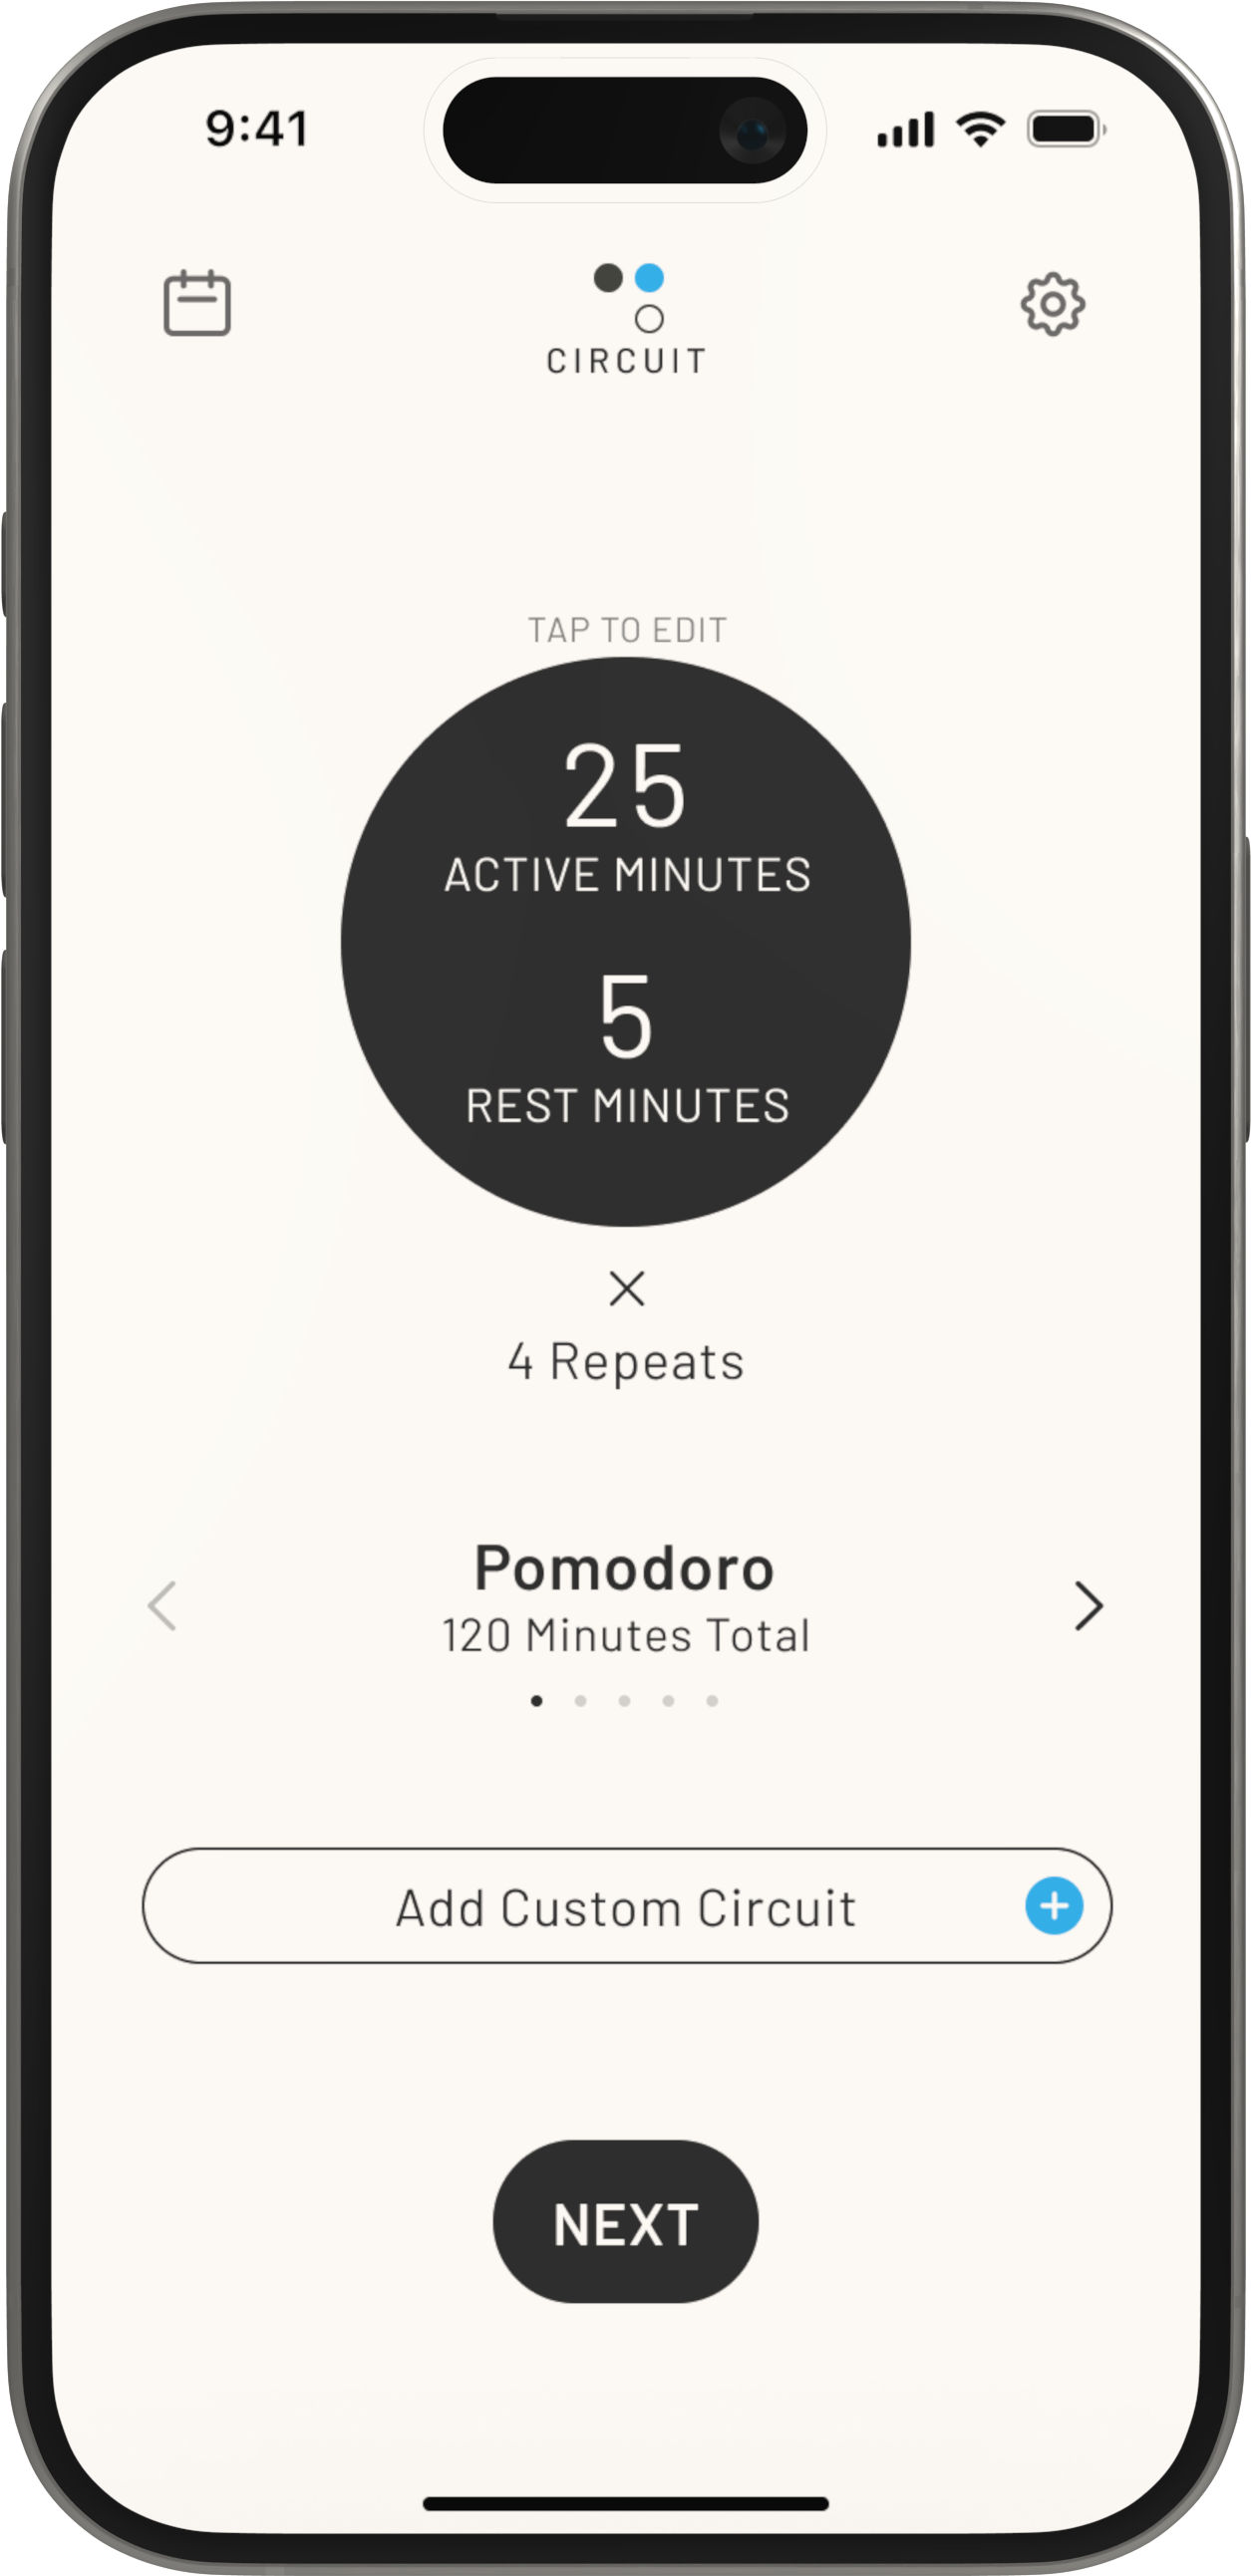 9:41
CIRCUIT
TAP TO EDIT
25
ACTIVE MINUTES
5
REST MINUTES
4 Repeats
Pomodoro
120 Minutes Total
Add Custom Circuit
NEXT